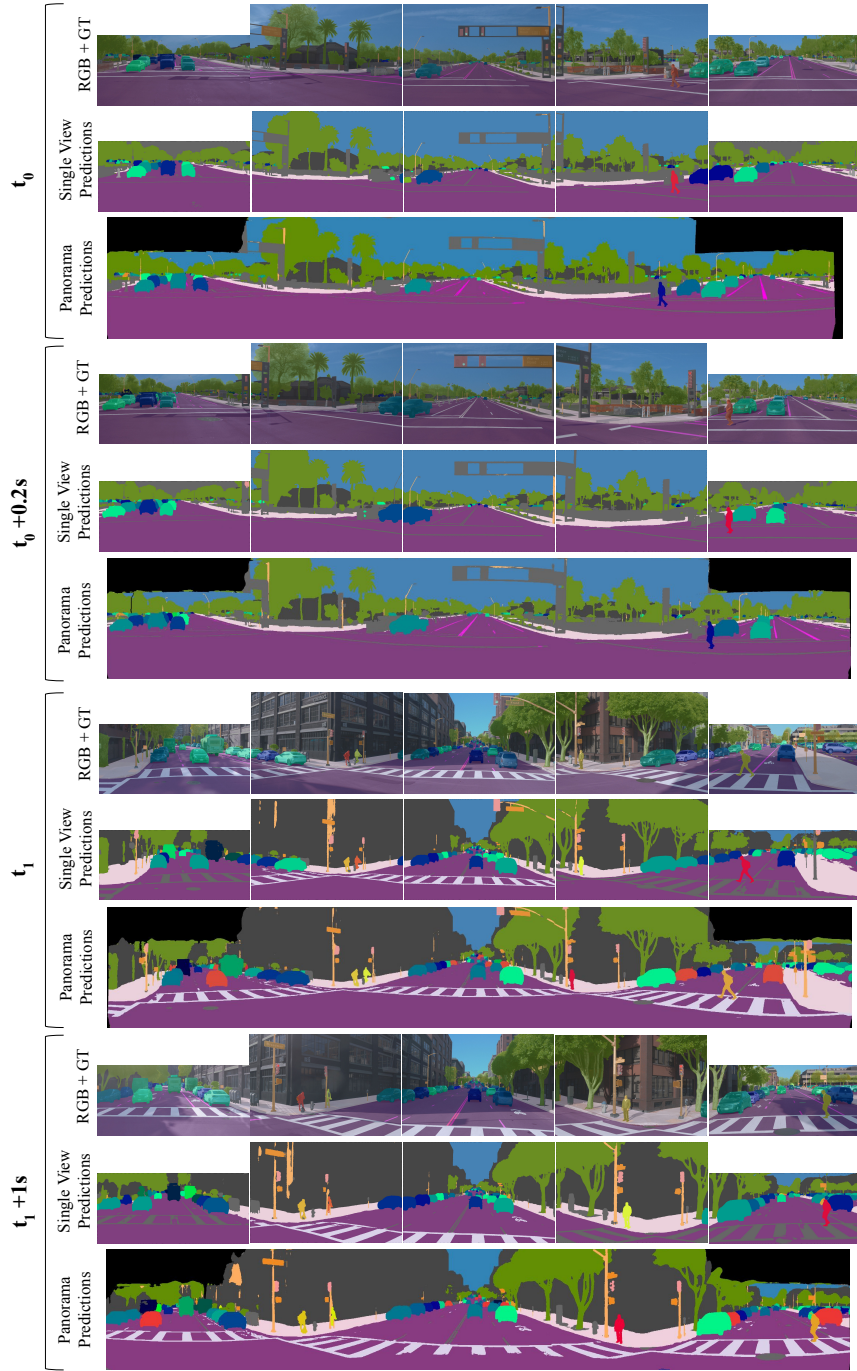 t0
RGB + GT
Single View
Predictions
Panorama
Predictions
t0 +0.2s
RGB + GT
Single View
Predictions
Panorama
Predictions
t1
RGB + GT
Single View
Predictions
Panorama
Predictions
t1 +1s
RGB + GT
Single View
Predictions
Panorama
Predictions